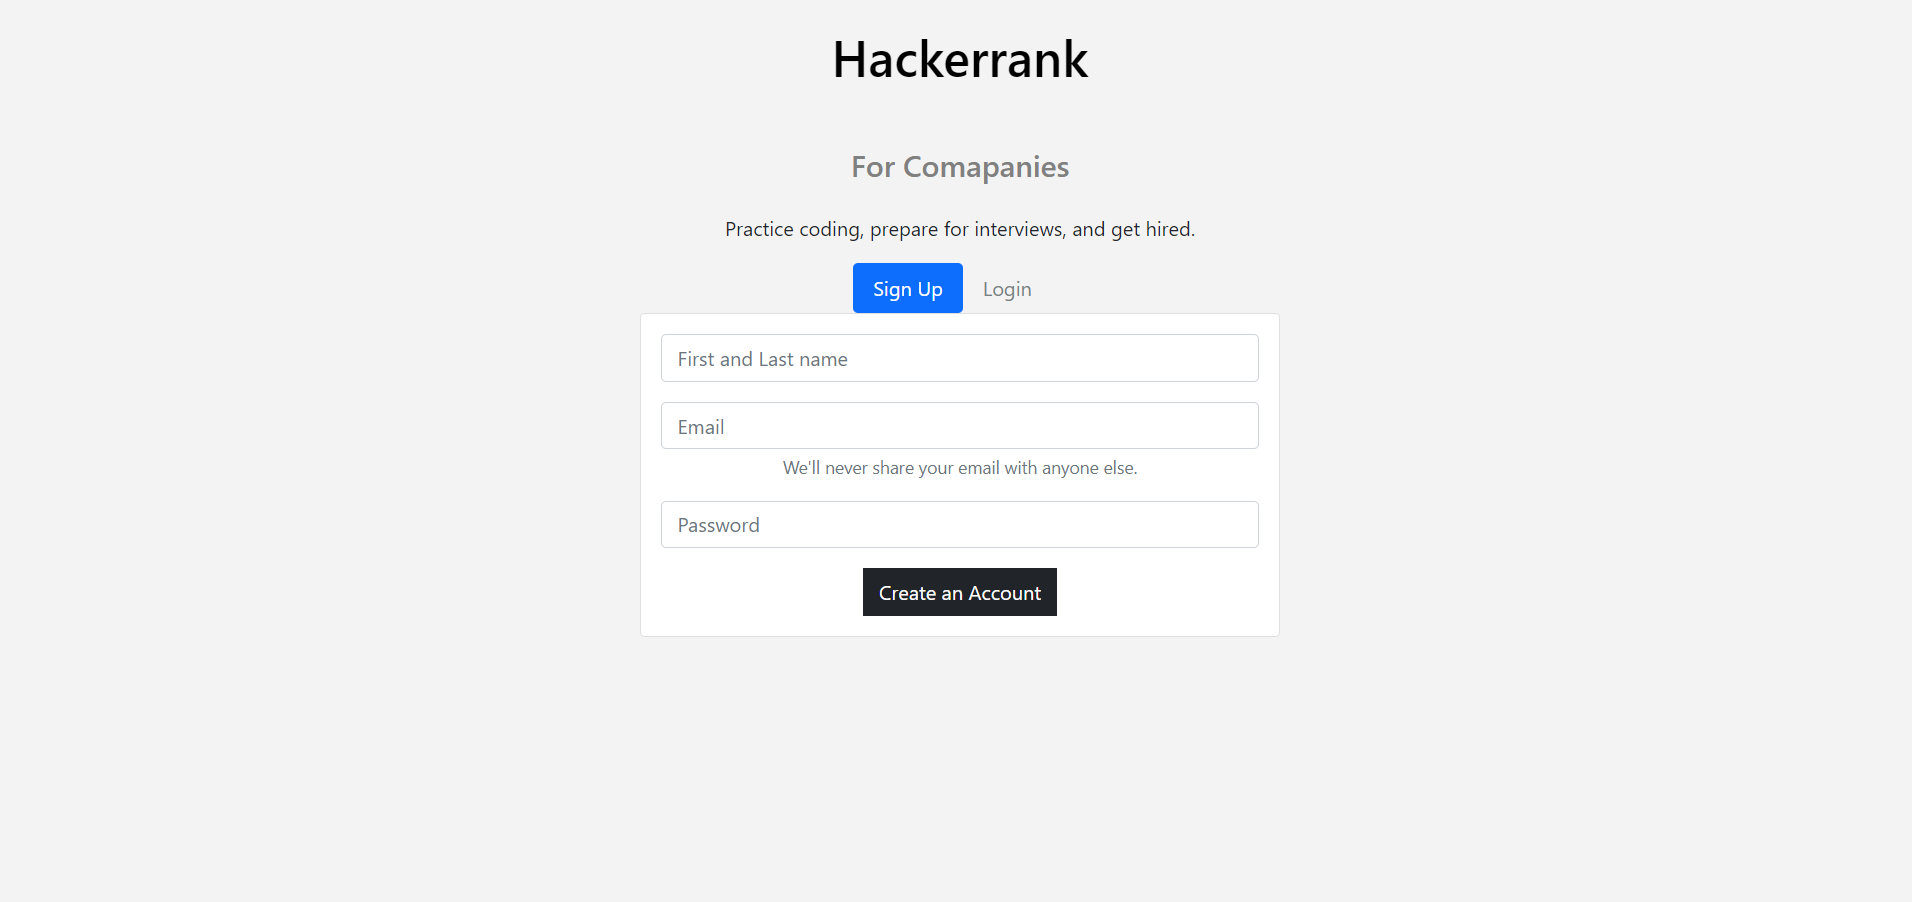 Hackerrank
For Comapanies
Practice coding, prepare for interviews, and get hired.
Sign Up Login
First and Last name
Email
We'll never share your email with anyone else.
Password
Create an Account